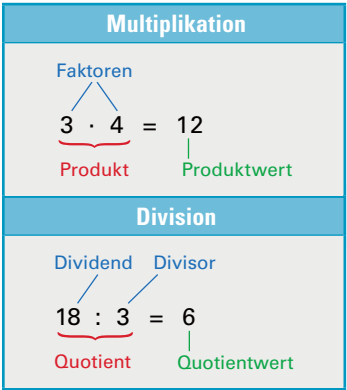 Multiplikation
Faktoren
3 · 4 = 12
Produkt Produktwert
Division
Dividend Divisor
18 : 3 = 6
Quotient Quotientwert